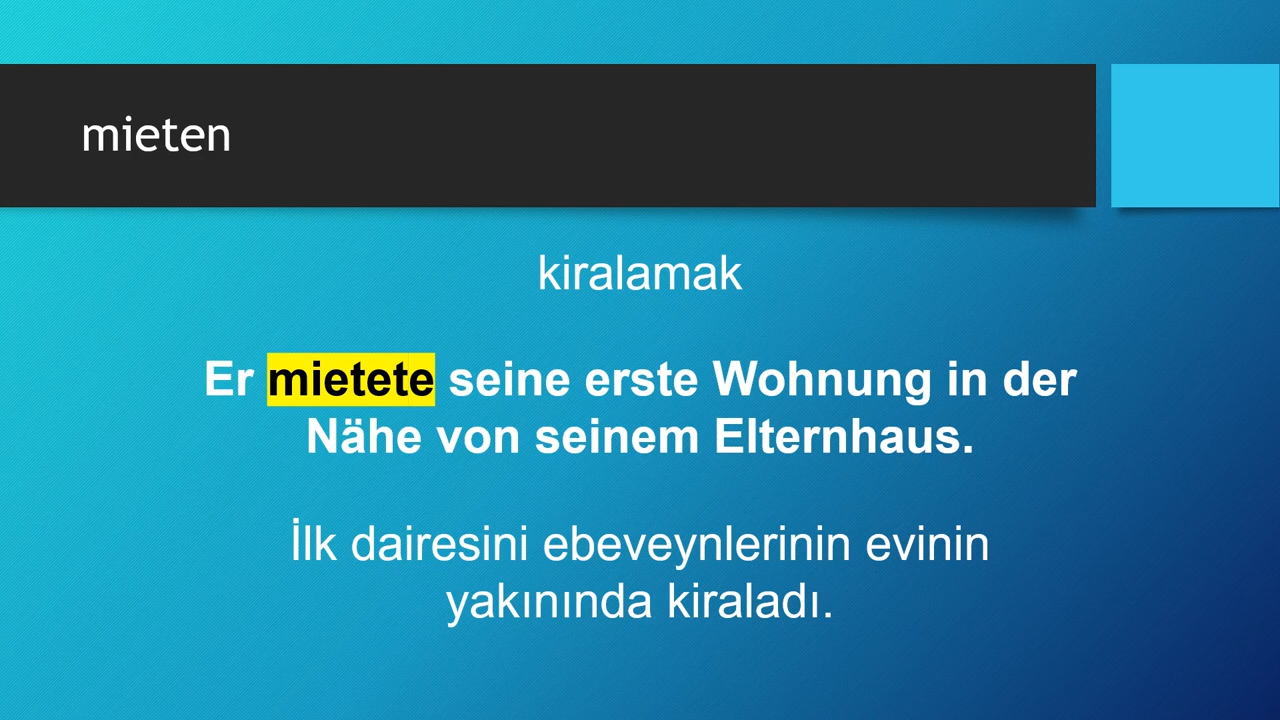 mieten
kiralamak
Er mietete seine erste Wohnung in der
Nähe von seinem Elternhaus.
İlk dairesini ebeveynlerinin evinin
yakınında kiraladı.